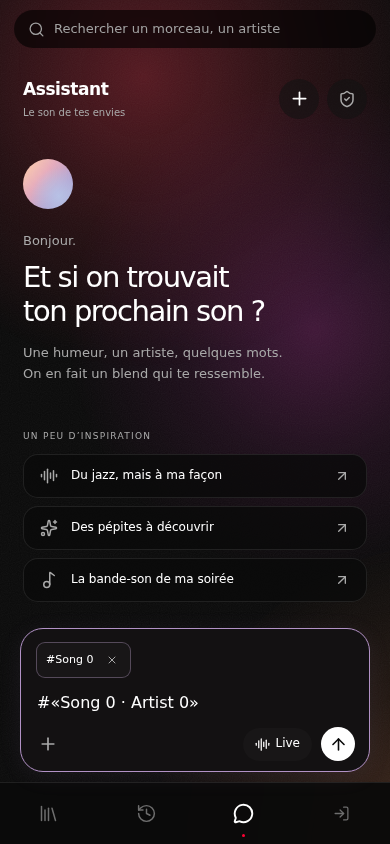 Rechercher un morceau, un artiste
Assistant
Le son de tes envies
Bonjour.
Et si on trouvait
ton prochain son ?
Une humeur, un artiste, quelques mots.
On en fait un blend qui te ressemble.
UN PEU D’INSPIRATION
Du jazz, mais à ma façon
Des pépites à découvrir
La bande-son de ma soirée
#Song 0
#«Song 0 · Artist 0»
Live